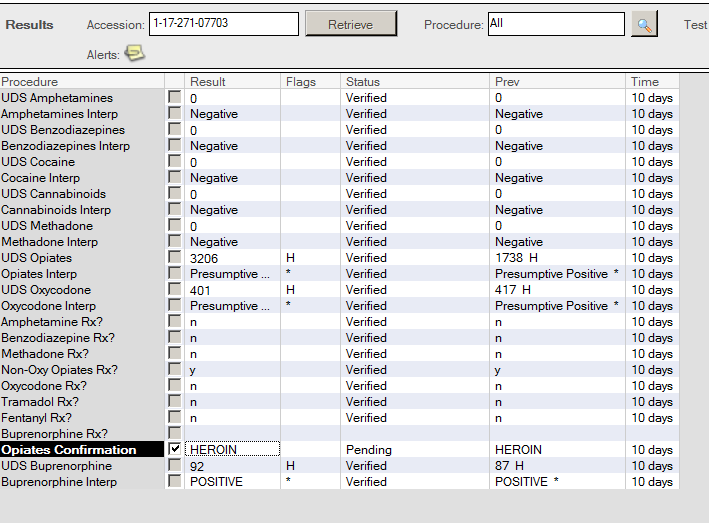 Results Accession: 1-17-271-07703 Retrieve Procedure: All Test
Alerts:
Procedure Result Flags Status Prev Time
UDS Amphetamines 0 Verified 0 10 days
Amphetamines Interp Negative Verified Negative 10 days
UDS Benzodiazepines 0 Verified 0 10 days
Benzodiazepines Interp Negative Verified Negative 10 days
UDS Cocaine 0 Verified 0 10 days
Cocaine Interp Negative Verified Negative 10 days
UDS Cannabinoids 0 Verified 0 10 days
Cannabinoids Interp Negative Verified Negative 10 days
UDS Methadone 0 Verified 0 10 days
Methadone Interp Negative Verified Negative 10 days
UDS Opiates 3206 H Verified 1738 H 10 days
Opiates Interp Presumptive ... * Verified Presumptive Positive * 10 days
UDS Oxycodone 401 H Verified 417 H 10 days
Oxycodone Interp Presumptive ... * Verified Presumptive Positive * 10 days
Amphetamine Rx? n Verified n 10 days
Benzodiazepine Rx? n Verified n 10 days
Methadone Rx? n Verified n 10 days
Non-Oxy Opiates Rx? y Verified y 10 days
Oxycodone Rx? n Verified n 10 days
Tramadol Rx? n Verified n 10 days
Fentanyl Rx? n Verified n 10 days
Buprenorphine Rx?
Opiates Confirmation HEROIN Pending HEROIN 10 days
UDS Buprenorphine 92 H Verified 87 H 10 days
Buprenorphine Interp POSITIVE * Verified POSITIVE * 10 days